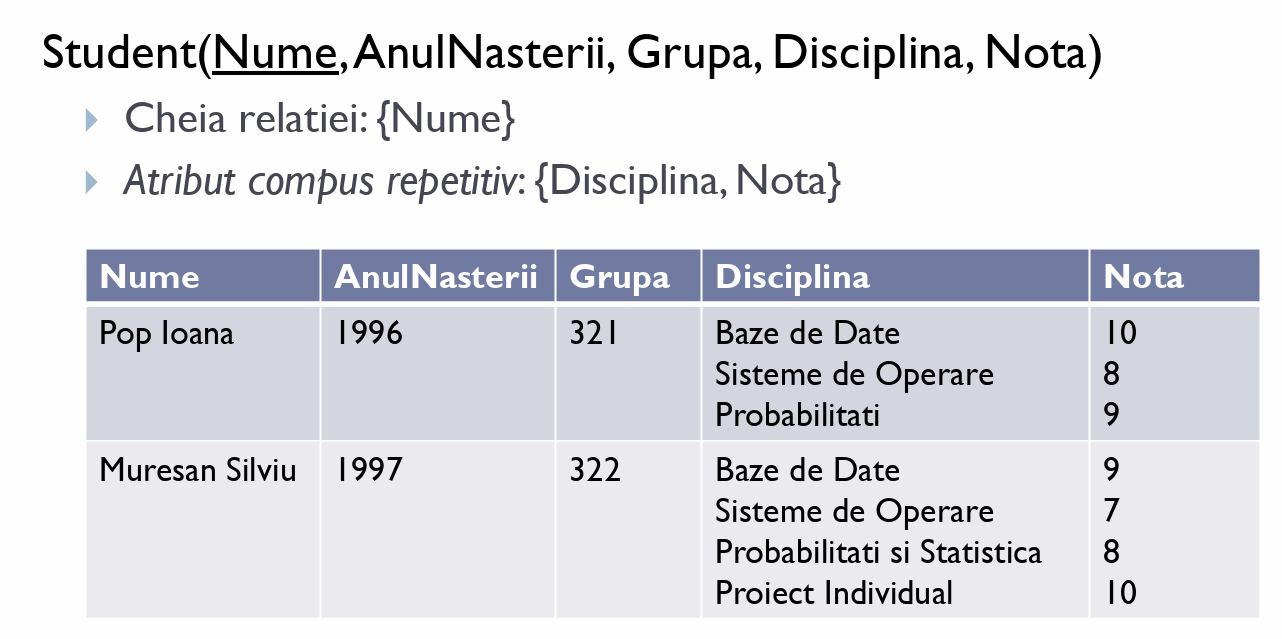 Student(Nume, AnulNasterii, Grupa, Disciplina, Nota)
Cheia relatiei: {Nume}
Atribut compus repetitiv: {Disciplina, Nota}
Nume AnulNasterii Grupa Disciplina Nota
Pop Ioana 1996 321 Baze de Date 10
Sisteme de Operare 8
Probabilitati 9
Muresan Silviu 1997 322 Baze de Date 9
Sisteme de Operare 7
Probabilitati si Statistica 8
Proiect Individual 10